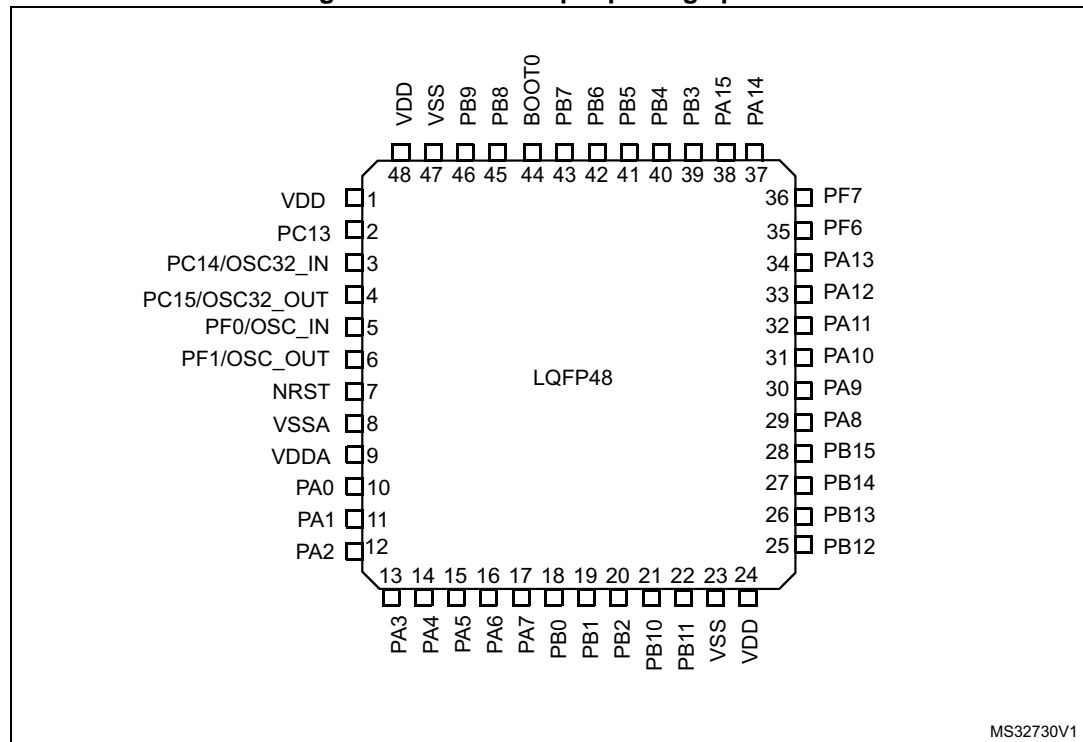 VDD
VSS
PB9
PB8
BOOT0
PB7
PB6
PB5
PB4
PB3
PA15
PA14
48 47 46 45 44 43 42 41 40 39 38 37
VDD 1
PC13 2
PC14/OSC32_IN 3
PC15/OSC32_OUT 4
PF0/OSC_IN 5
PF1/OSC_OUT 6
NRST 7
VSSA 8
VDDA 9
PA0 10
PA1 11
PA2 12
LQFP48
36 PF7
35 PF6
34 PA13
33 PA12
32 PA11
31 PA10
30 PA9
29 PA8
28 PB15
27 PB14
26 PB13
25 PB12
13 14 15 16 17 18 19 20 21 22 23 24
PA3
PA4
PA5
PA6
PA7
PB0
PB1
PB2
PB10
PB11
VSS
VDD
MS32730V1